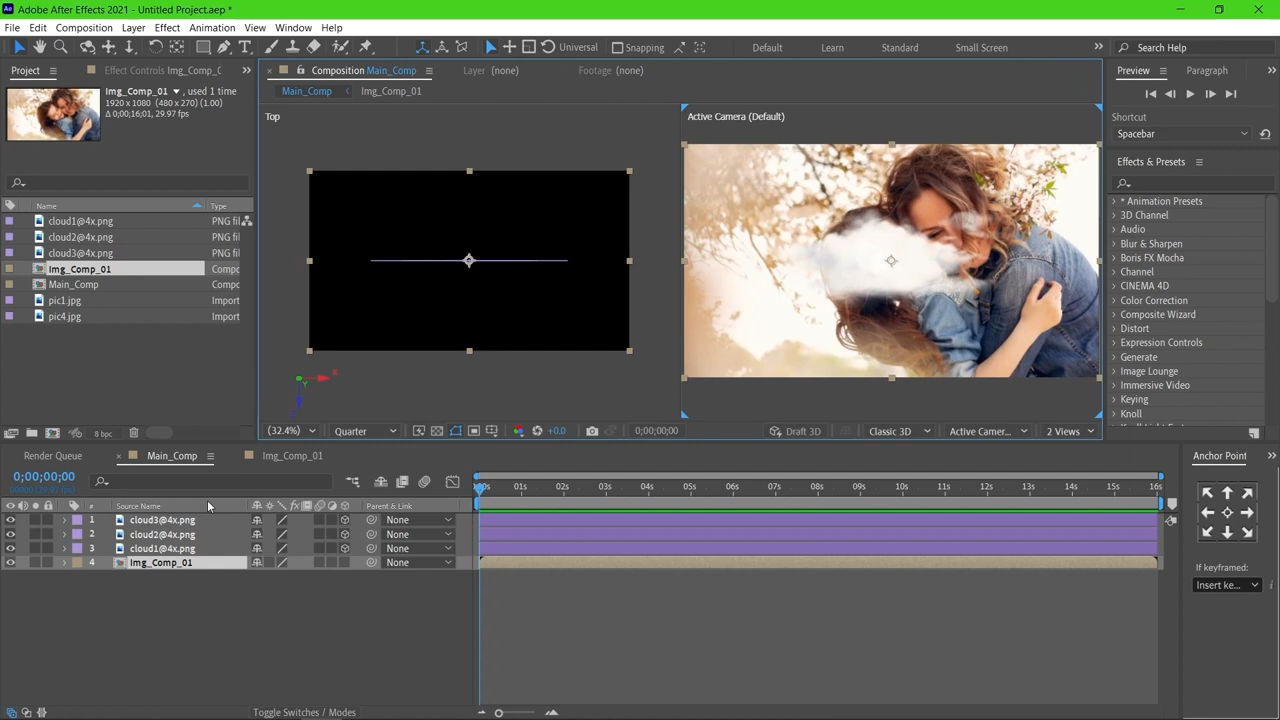 Adobe After Effects 2021 - Untitled Project.aep *
File Edit Composition Layer Effect Animation View Window Help
Universal Snapping Default Learn Standard Small Screen Search Help
Project Effect Controls Img_Comp_0 Composition Main_Comp Layer (none) Footage (none) Preview Paragraph
Img_Comp_01 , used 1 time
1920 x 1080 (480 x 270) (1.00)
Δ 0;00;16;01, 29.97 fps
Main_Comp Img_Comp_01
Top
Active Camera (Default)
Shortcut
Spacebar
Effects & Presets
* Animation Presets
3D Channel
Audio
Blur & Sharpen
Boris FX Mocha
Channel
CINEMA 4D
Color Correction
Composite Wizard
Distort
Expression Controls
Generate
Image Lounge
Immersive Video
Keying
Knoll
Name Type
cloud1@4x.png PNG fil
cloud2@4x.png PNG fil
cloud3@4x.png PNG fil
Img_Comp_01 Compo
Main_Comp Compo
pic1.jpg Import
pic4.jpg Import
X
Y
8 bpc
(32.4%) Quarter +0.0 0;00;00;00 Draft 3D Classic 3D Active Camer... 2 Views
Render Queue Main_Comp Img_Comp_01
0;00;00;00
00s 01s 02s 03s 04s 05s 06s 07s 08s 09s 10s 11s 12s 13s 14s 15s 16s
# Source Name fx Parent & Link
1 cloud3@4x.png None
2 cloud2@4x.png None
3 cloud1@4x.png None
4 Img_Comp_01 None
Toggle Switches / Modes
Anchor Point
If keyframed:
Insert ke...